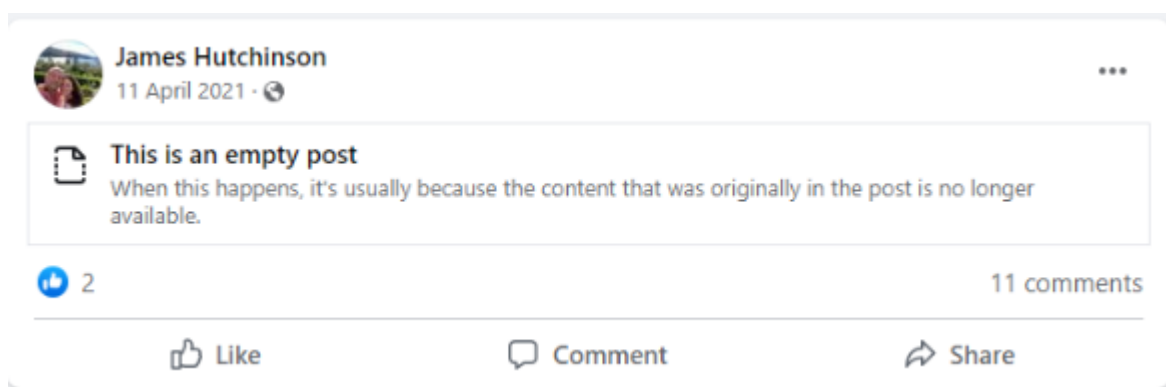 James Hutchinson
11 April 2021 ·
This is an empty post
When this happens, it's usually because the content that was originally in the post is no longer
available.
2
11 comments
Like
Comment
Share